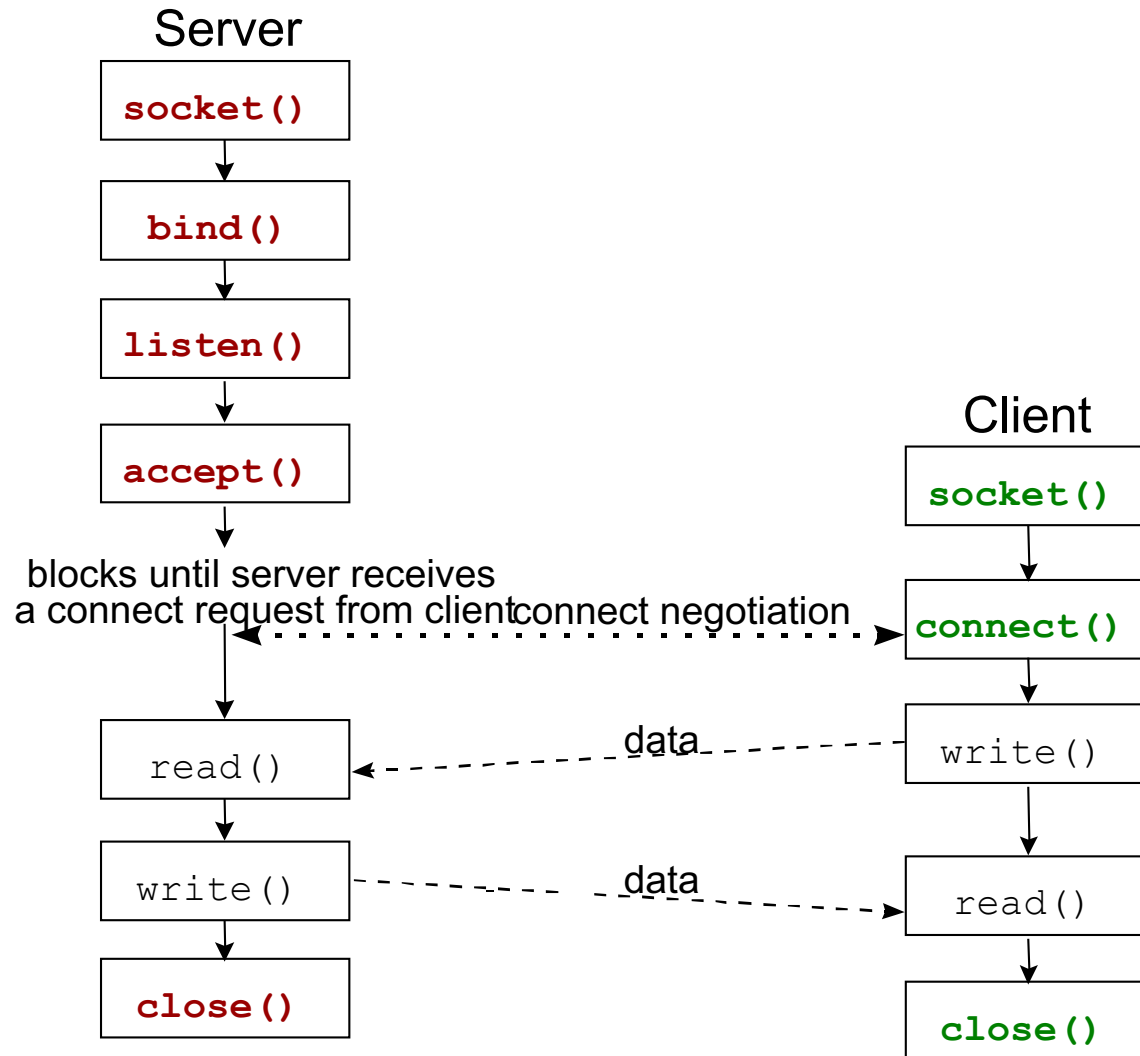 Server
socket()
bind()
listen()
accept()
blocks until server receives
a connect request from client
connect negotiation
read()
write()
close()
Client
socket()
connect()
data
write()
data
read()
close()